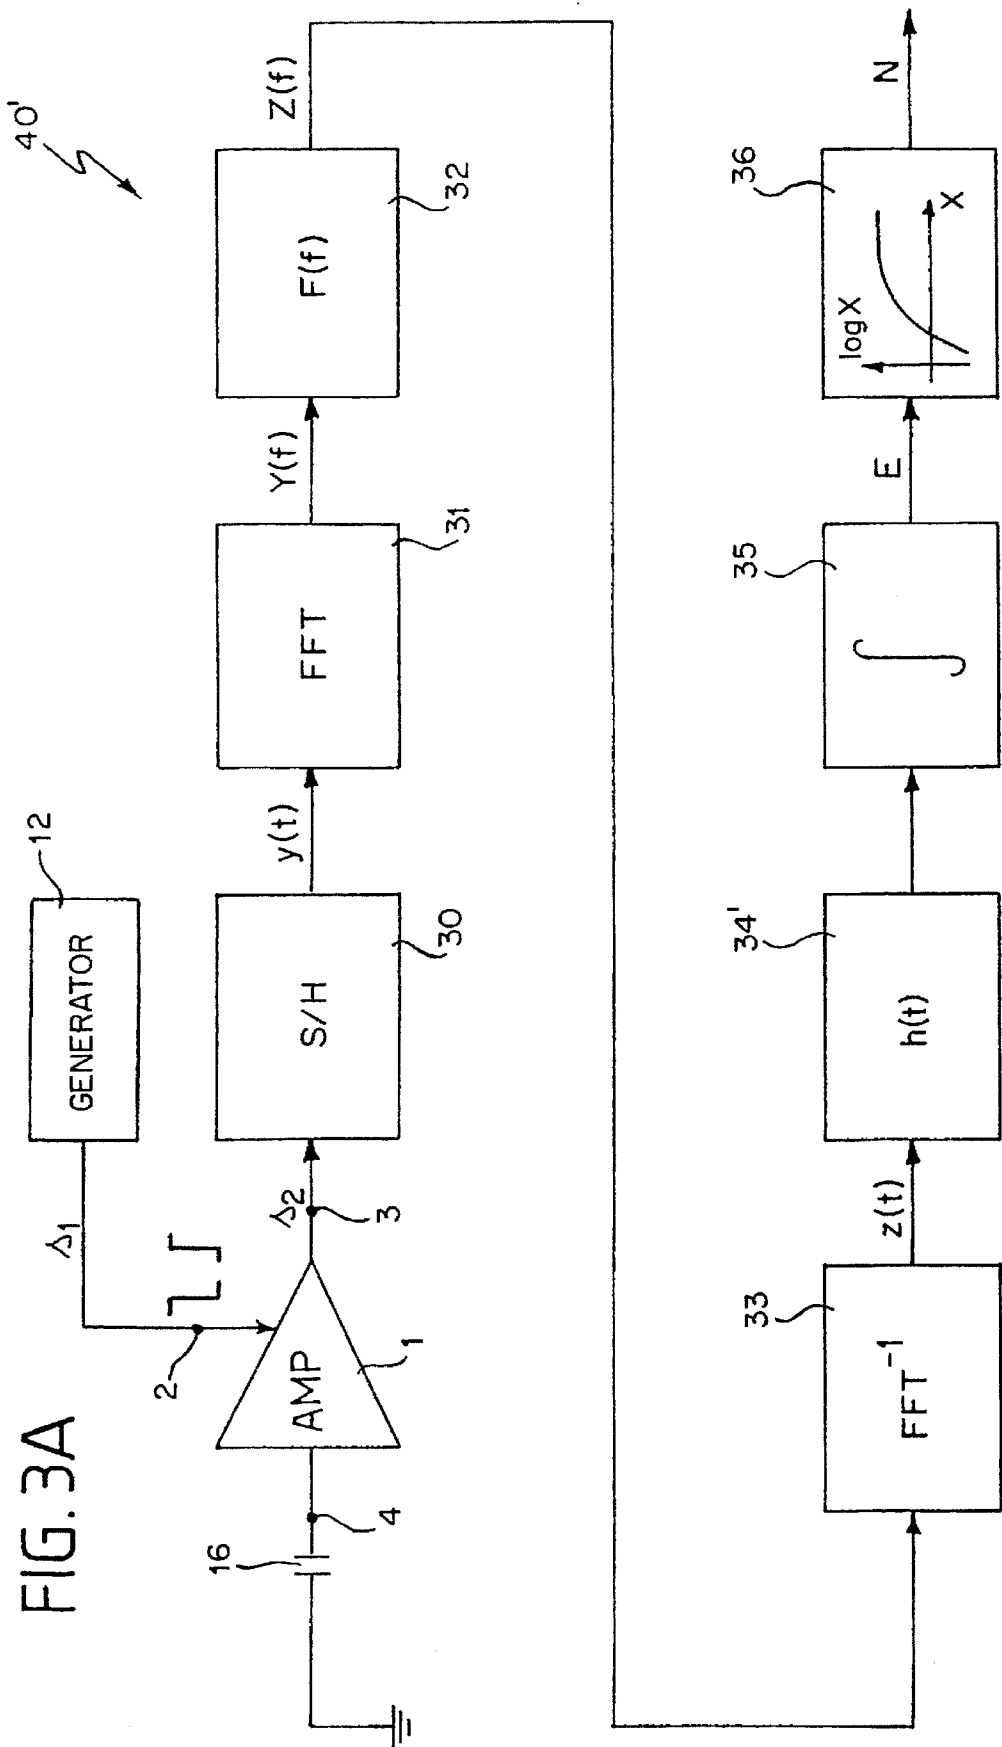 FIG. 3A
40'
GENERATOR
12
s1
2
16
4
AMP
1
s2
3
S/H
30
y(t)
FFT
31
Y(f)
F(f)
32
Z(f)
FFT-1
33
z(t)
h(t)
34'
∫
35
E
log X
X
36
N